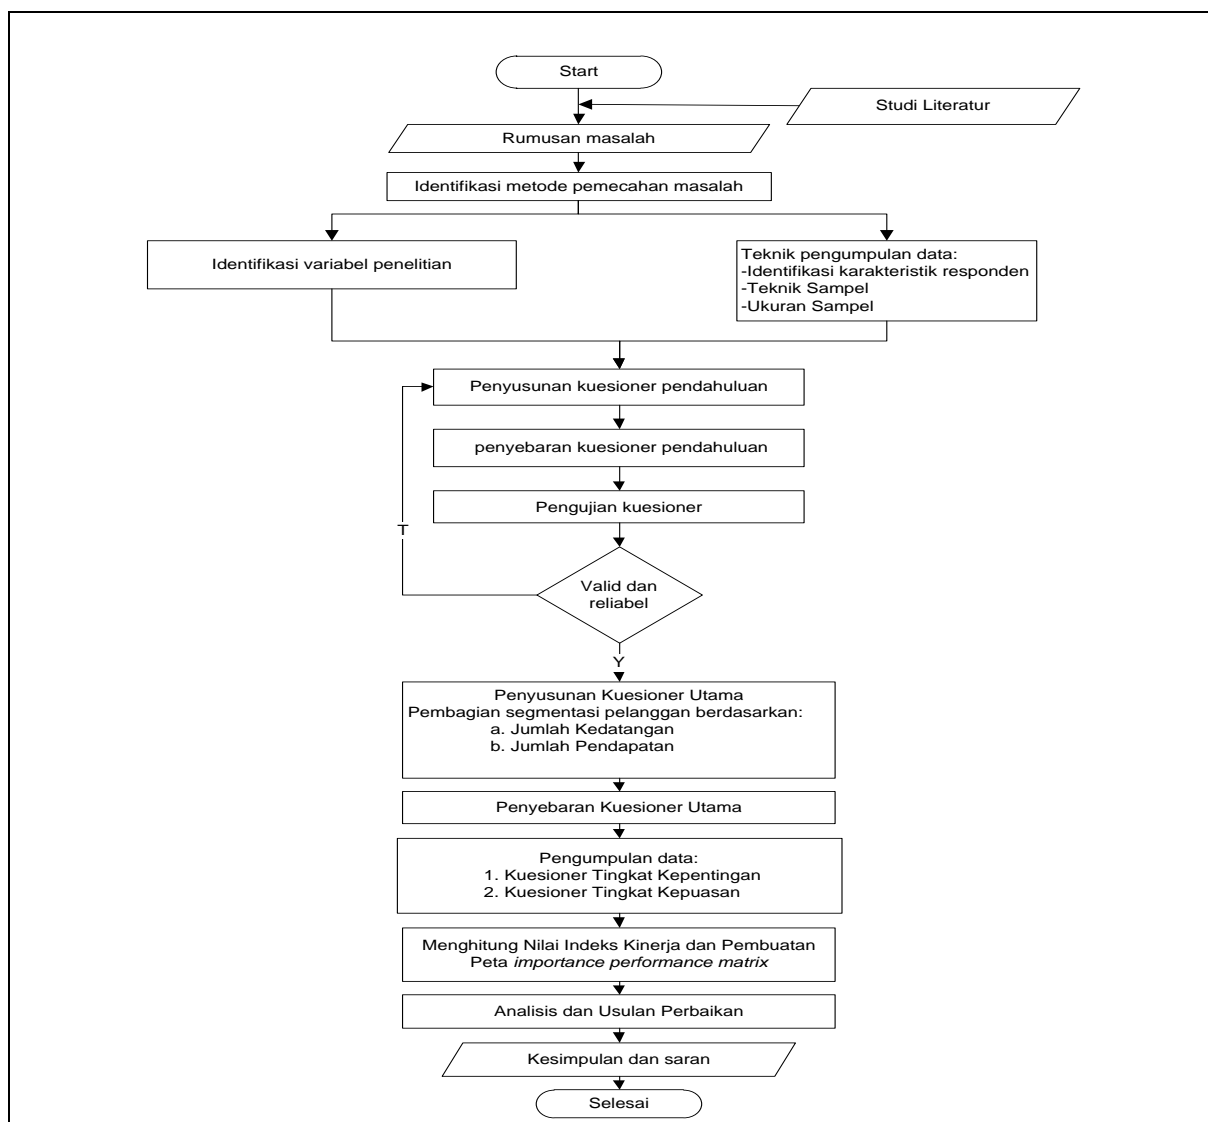 Start
Studi Literatur
Rumusan masalah
Identifikasi metode pemecahan masalah
Identifikasi variabel penelitian
Teknik pengumpulan data:
-Identifikasi karakteristik responden
-Teknik Sampel
-Ukuran Sampel
Penyusunan kuesioner pendahuluan
penyebaran kuesioner pendahuluan
Pengujian kuesioner
T
Valid dan
reliabel
Y
Penyusunan Kuesioner Utama
Pembagian segmentasi pelanggan berdasarkan:
a. Jumlah Kedatangan
b. Jumlah Pendapatan
Penyebaran Kuesioner Utama
Pengumpulan data:
1. Kuesioner Tingkat Kepentingan
2. Kuesioner Tingkat Kepuasan
Menghitung Nilai Indeks Kinerja dan Pembuatan
Peta importance performance matrix
Analisis dan Usulan Perbaikan
Kesimpulan dan saran
Selesai